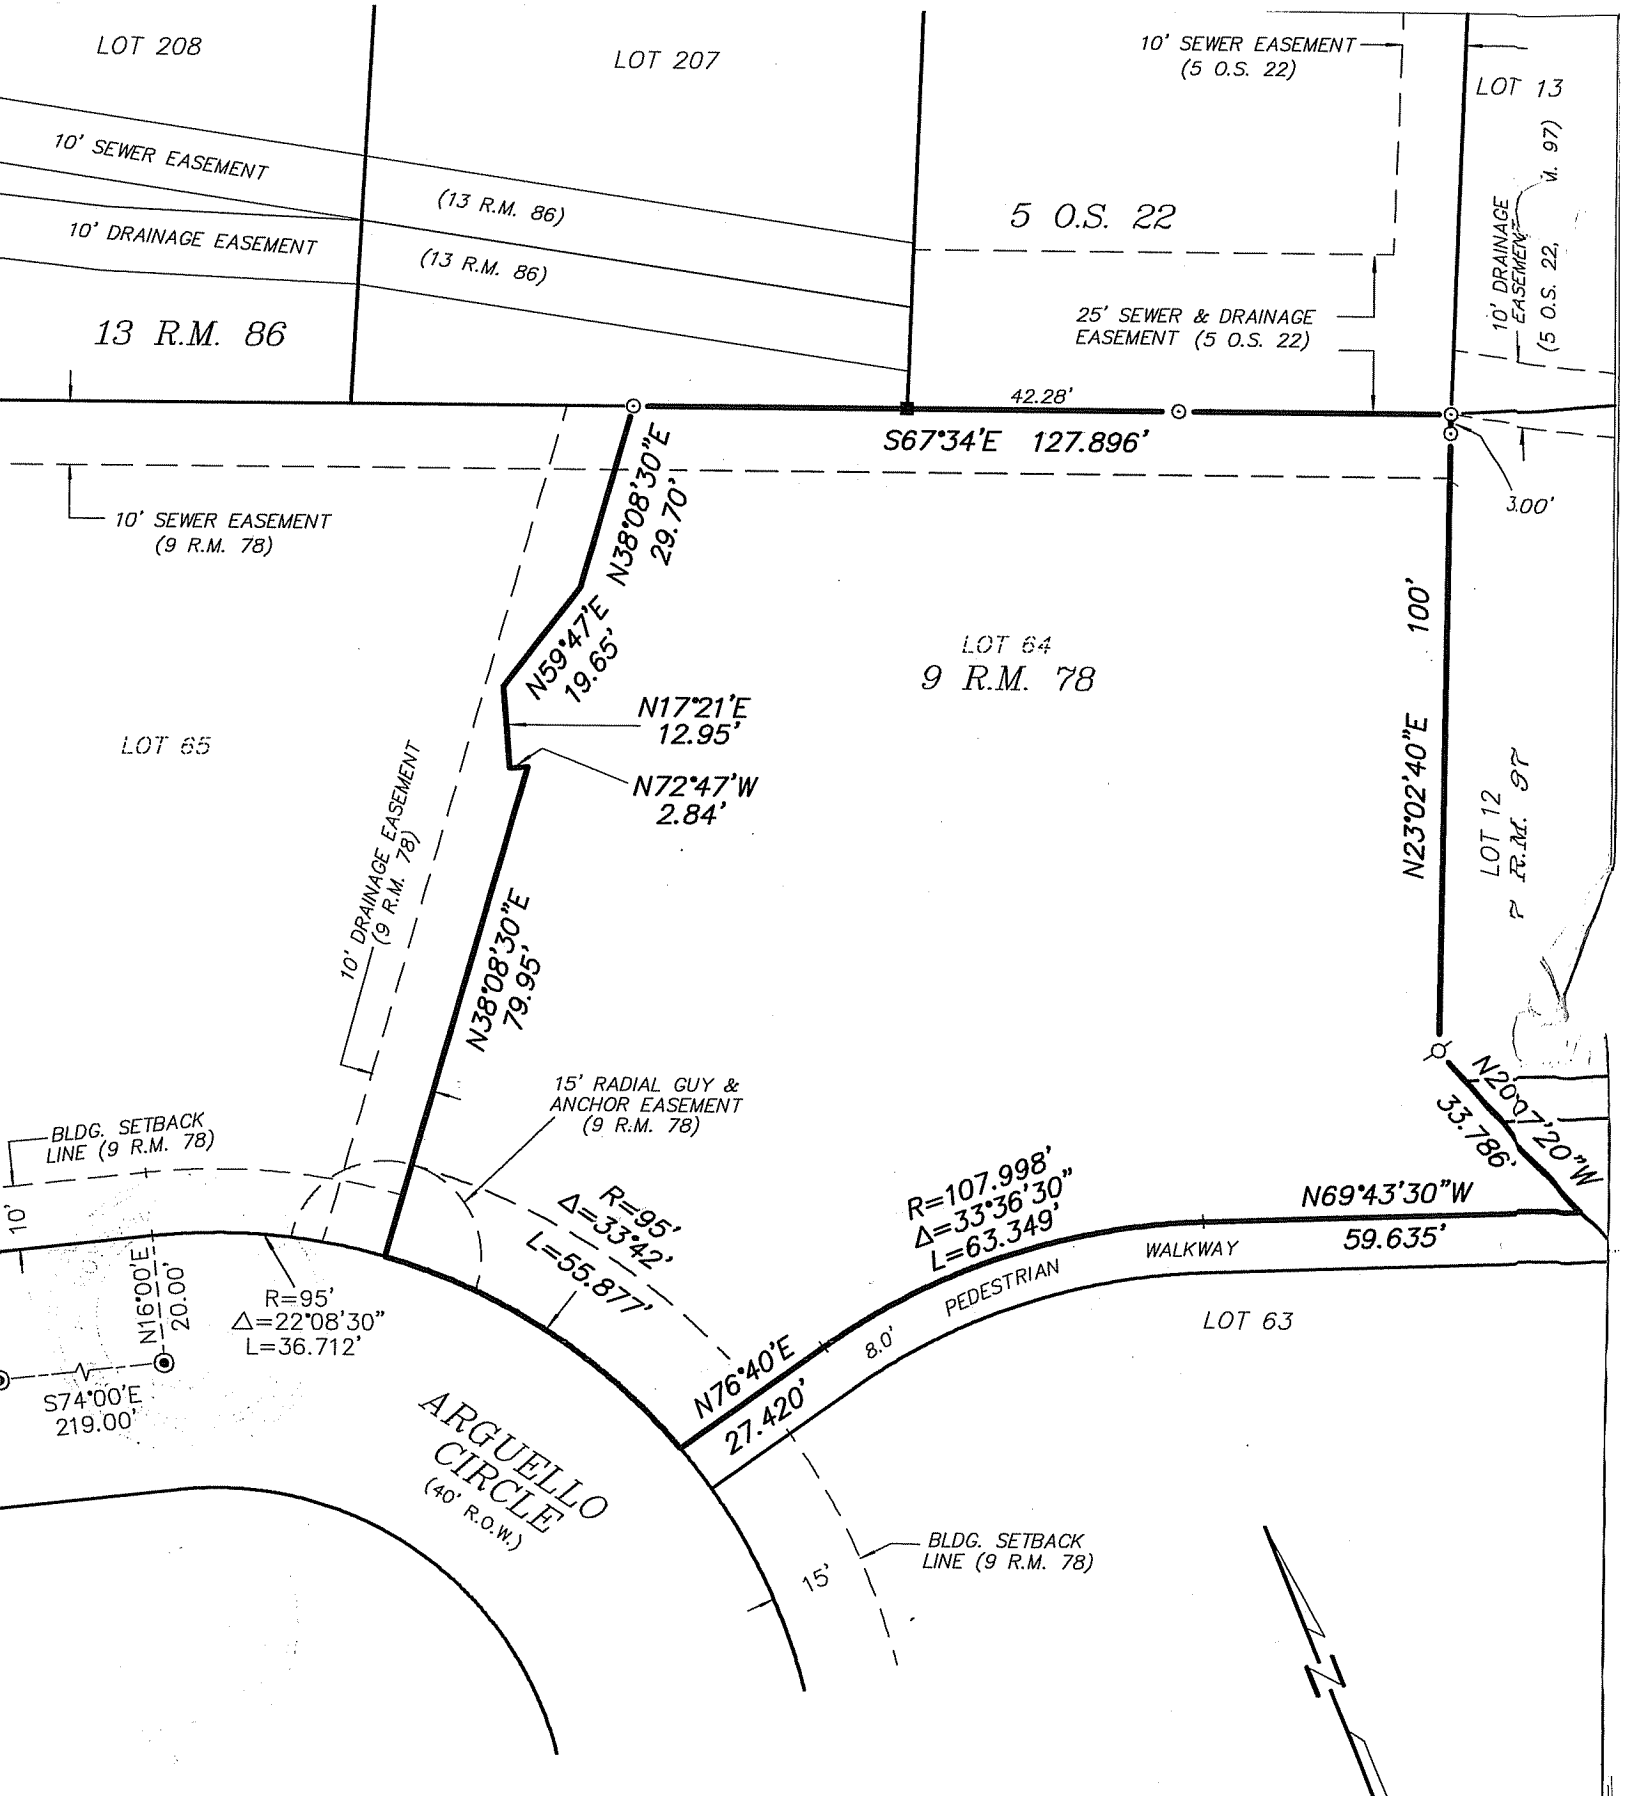 LOT 208
LOT 207
10' SEWER EASEMENT
(5 O.S. 22)
LOT 13
10' SEWER EASEMENT
(13 R.M. 86)
10' DRAINAGE EASEMENT
(13 R.M. 86)
5 O.S. 22
10' DRAINAGE
EASEMENT
(5 O.S. 22, M. 97)
13 R.M. 86
25' SEWER & DRAINAGE
EASEMENT (5 O.S. 22)
42.28'
S67°34'E 127.896'
3.00'
10' SEWER EASEMENT
(9 R.M. 78)
N38°08'30"E
29.70'
N59°47'E
19.65'
N17°21'E
12.95'
N72°47'W
2.84'
LOT 64
9 R.M. 78
LOT 65
N23°02'40"E 100'
LOT 12
7 R.M. 97
10' DRAINAGE EASEMENT
(9 R.M. 78)
N38°08'30"E
79.95'
15' RADIAL GUY &
ANCHOR EASEMENT
(9 R.M. 78)
N20°07'20"W
33.786'
BLDG. SETBACK
LINE (9 R.M. 78)
10'
N16°00'E
20.00'
R=95'
Δ=22°08'30"
L=36.712'
S74°00'E
219.00'
R=95'
Δ=33°42'
L=55.877'
R=107.998'
Δ=33°36'30"
L=63.349'
N69°43'30"W
59.635'
PEDESTRIAN WALKWAY
8.0'
N76°40'E
27.420'
LOT 63
ARGUELLO
CIRCLE
(40' R.O.W.)
15'
BLDG. SETBACK
LINE (9 R.M. 78)
N